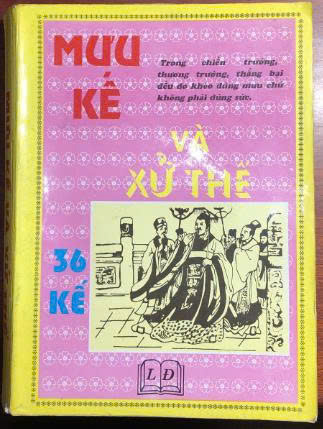 MƯU
KẾ
Trong chiến trường,
thương trường, thắng bại
đều do khéo dùng mưu chứ
không phải dùng sức.
VÀ
XỬ THẾ
36
KẾ
L Đ